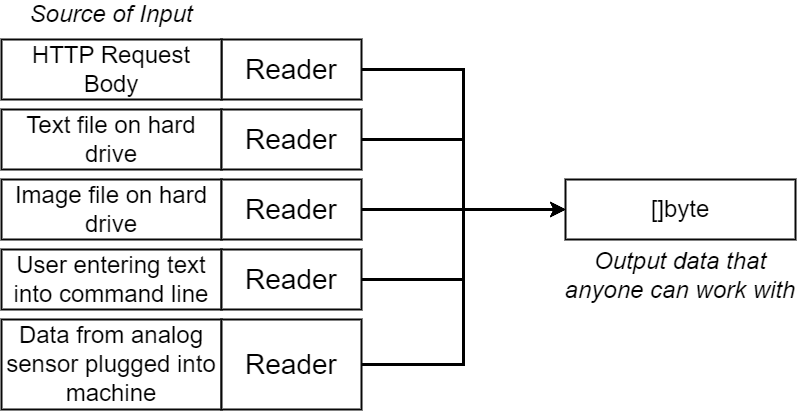 Source of Input
HTTP Request
Body
Reader
Text file on hard
drive
Reader
Image file on hard
drive
Reader
User entering text
into command line
Reader
Data from analog
sensor plugged into
machine
Reader
[]byte
Output data that
anyone can work with